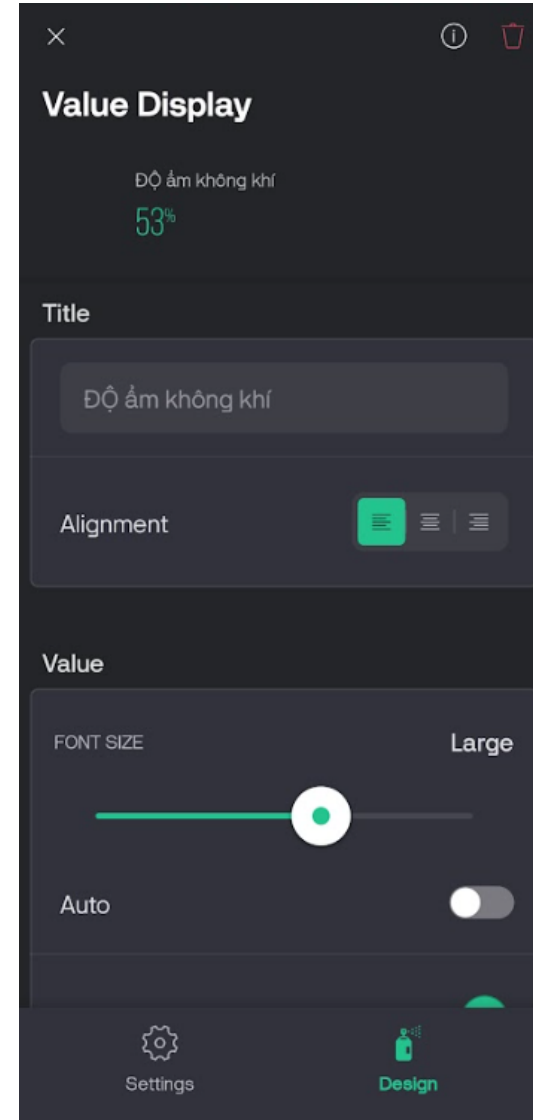 Value Display
ĐỘ ẩm không khí
53%
Title
ĐỘ ẩm không khí
Alignment
Value
FONT SIZE
Large
Auto
Settings
Design